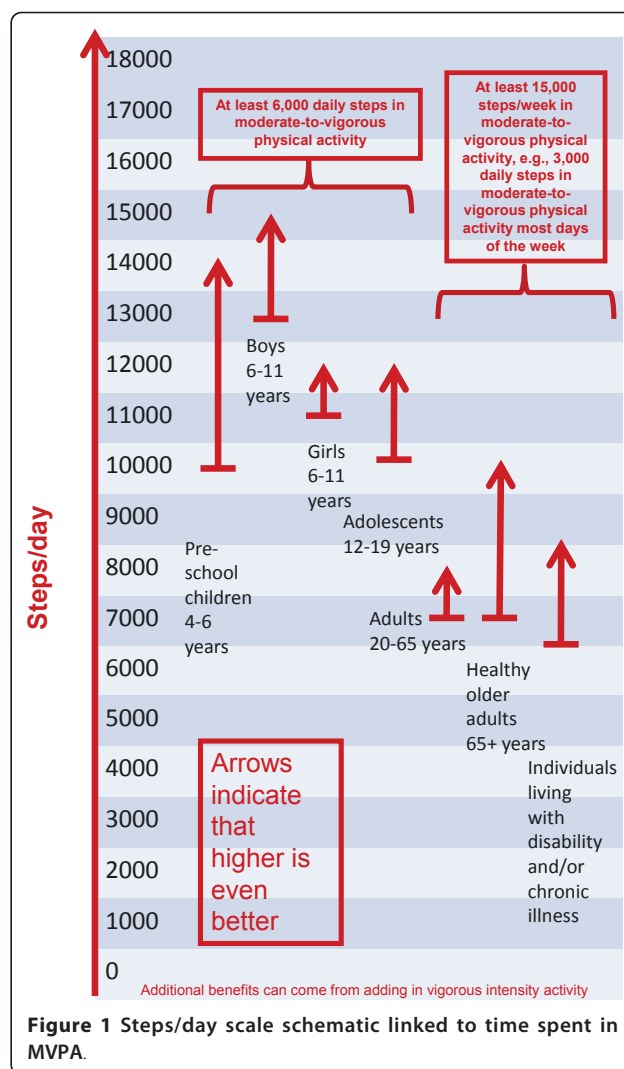 18000
17000
16000
15000
14000
13000
12000
11000
10000
9000
8000
7000
6000
5000
4000
3000
2000
1000
0
Steps/day
At least 6,000 daily steps in
moderate-to-vigorous
physical activity
At least 15,000
steps/week in
moderate-to-
vigorous physical
activity, e.g., 3,000
daily steps in
moderate-to-
vigorous physical
activity most days
of the week
Pre-
school
children
4-6
years
Boys
6-11
years
Girls
6-11
years
Adolescents
12-19 years
Adults
20-65 years
Healthy
older
adults
65+ years
Individuals
living
with
disability
and/or
chronic
illness
Arrows
indicate
that
higher is
even
better
Additional benefits can come from adding in vigorous intensity activity
Figure 1 Steps/day scale schematic linked to time spent in
MVPA.